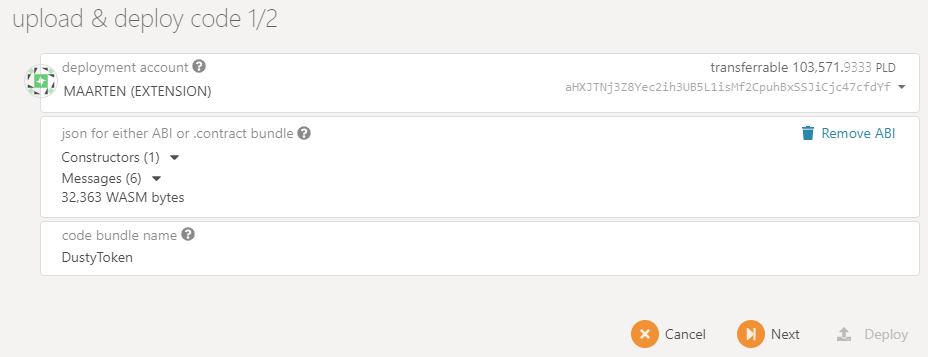 upload & deploy code 1/2
deployment account
transferrable 103,571.9333 PLD
MAARTEN (EXTENSION)
aHXJTNj3Z8Yec2ih3UB5L1isMf2CpuhBxSSJiCjc47cfdYf
json for either ABI or .contract bundle
Remove ABI
Constructors (1)
Messages (6)
32,363 WASM bytes
code bundle name
DustyToken
Cancel
Next
Deploy